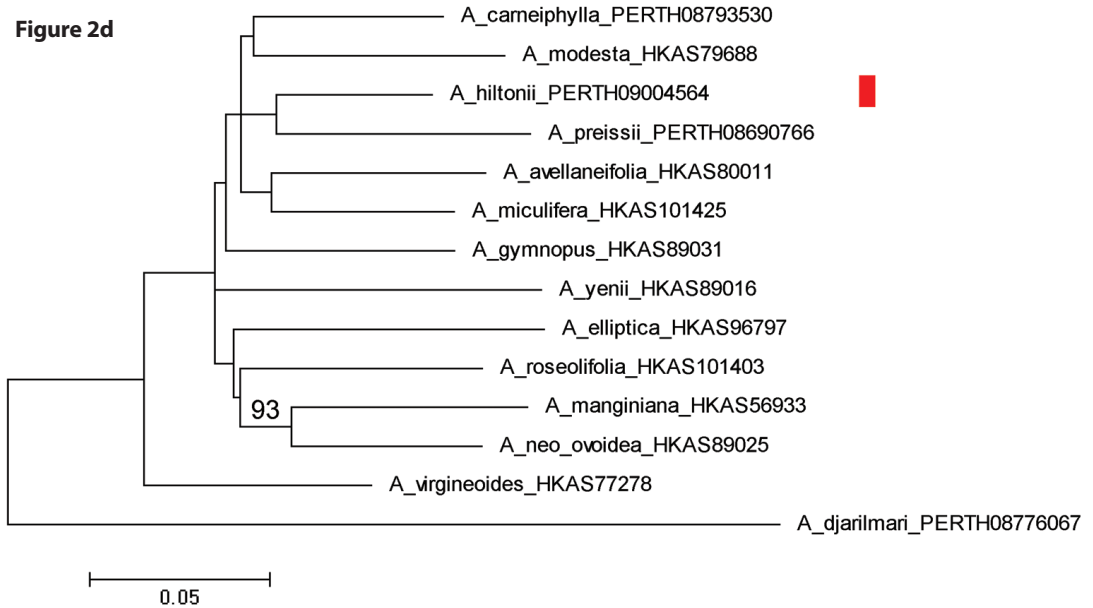 Figure 2d
A_carneiphylla_PERTH08793530
A_modesta_HKAS79688
A_hiltonii_PERTH09004564
A_preissii_PERTH08690766
A_avellaneifolia_HKAS80011
A_miculifera_HKAS101425
A_gymnopus_HKAS89031
A_yenii_HKAS89016
A_elliptica_HKAS96797
A_roseolifolia_HKAS101403
93
A_manginiana_HKAS56933
A_neo_ovoidea_HKAS89025
A_virgineoides_HKAS77278
A_djarilmari_PERTH08776067
0.05